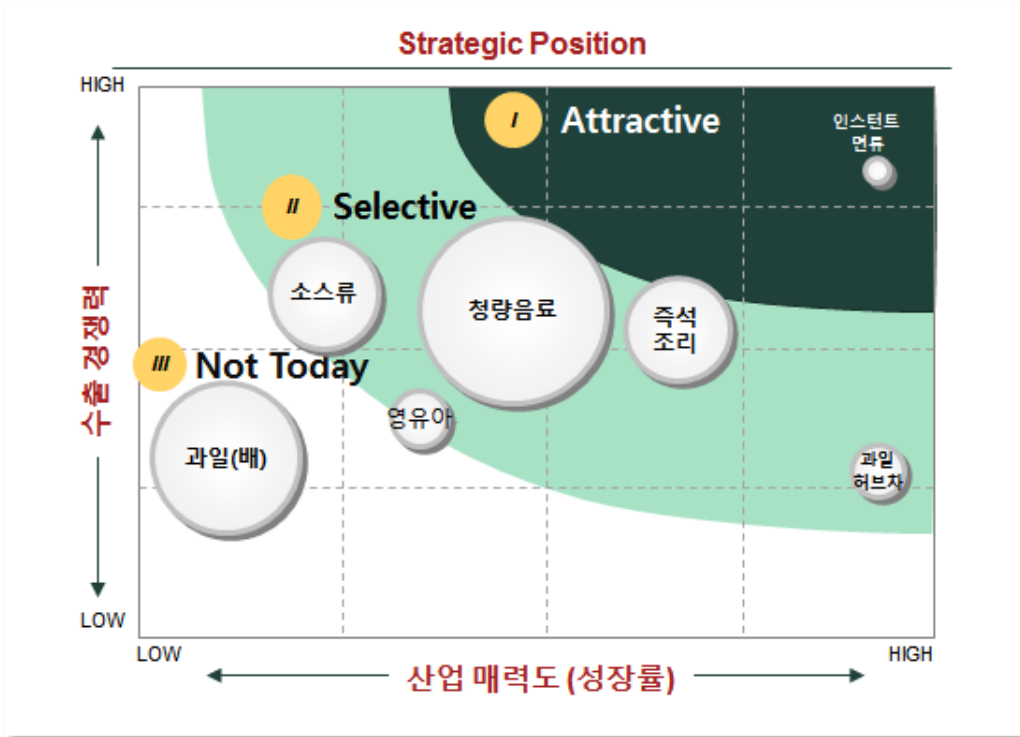 Strategic Position
HIGH
I Attractive
인스턴트
면류
II Selective
소스류
청량음료
즉석
조리
수출 경쟁력
III Not Today
영유아
과일(배)
과일
허브차
LOW
LOW
HIGH
산업 매력도 (성장률)